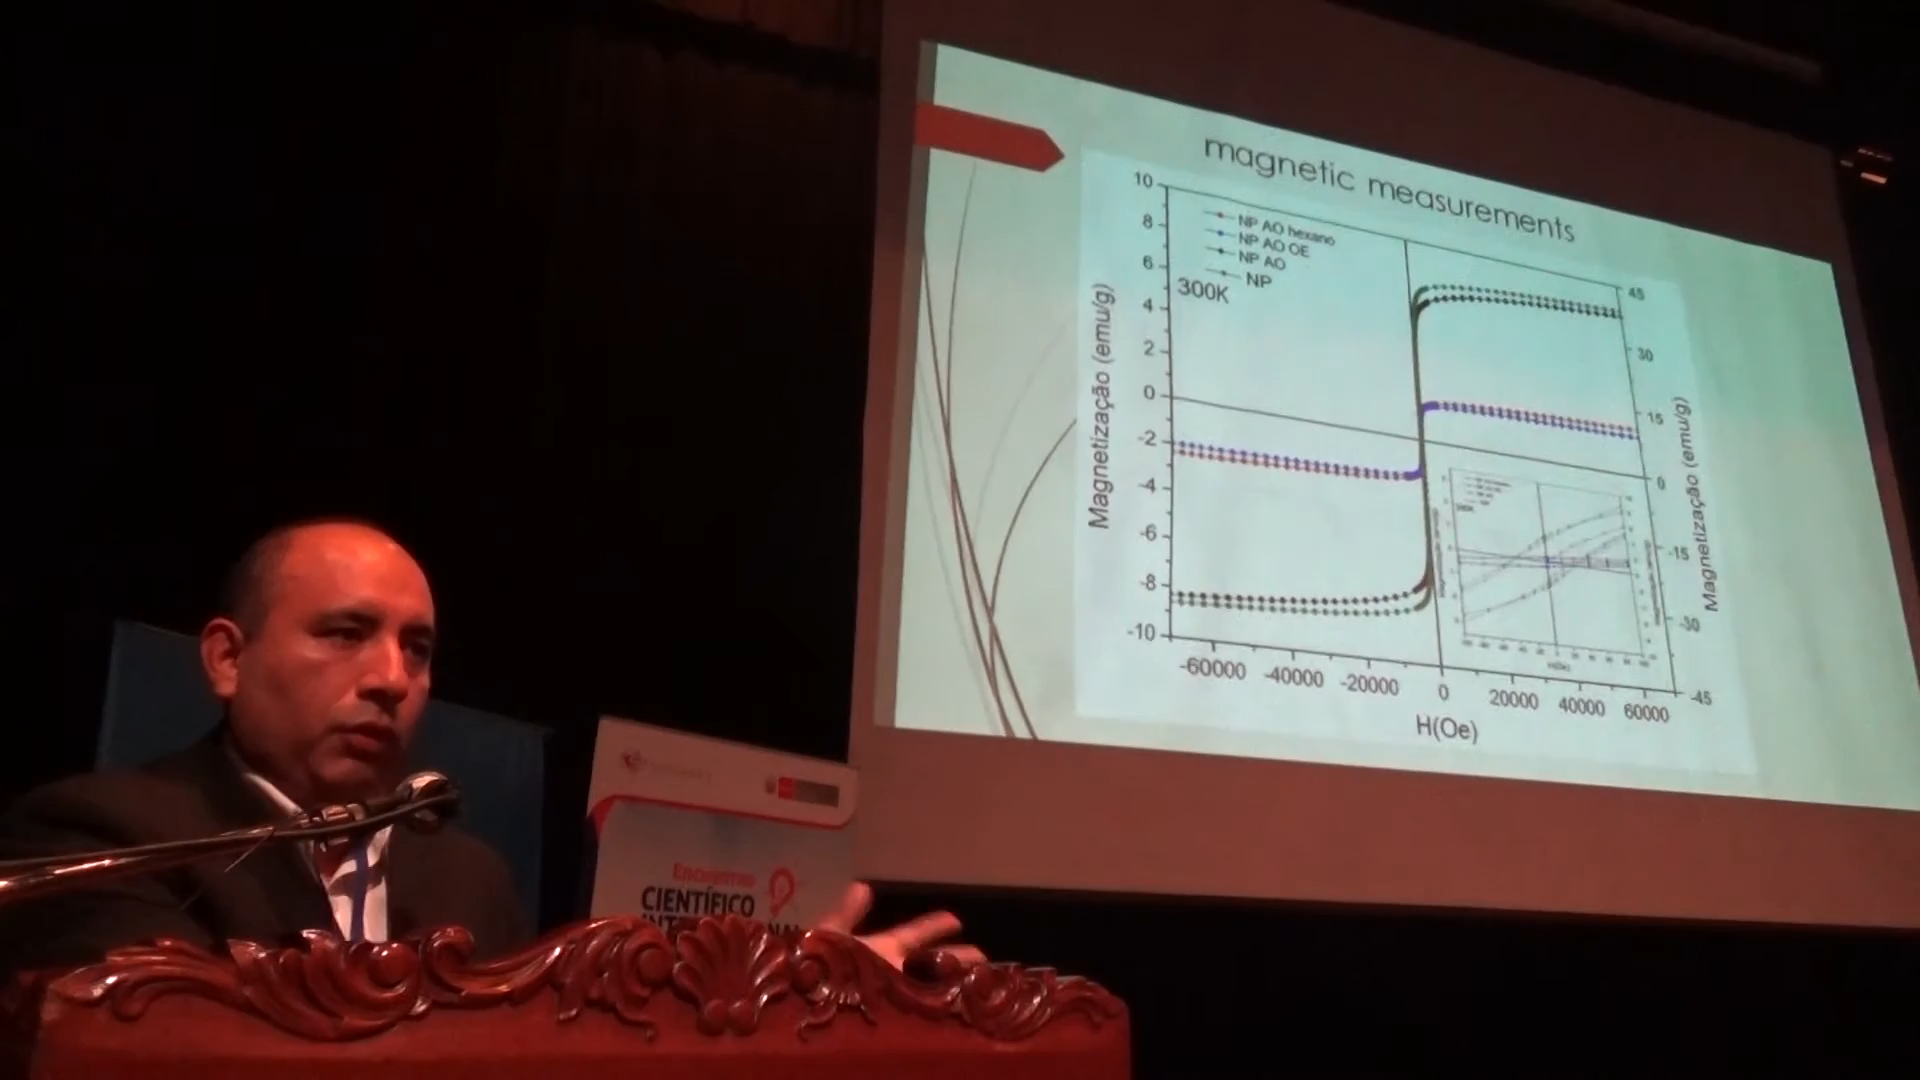 magnetic measurements
10
8
6
4
2
0
-2
-4
-6
-8
-10
Magnetização (emu/g)
NP AO hexano
NP AO OE
NP AO
NP
300K
45
30
15
0
-15
-30
-45
Magnetização (emu/g)
-60000 -40000 -20000 0 20000 40000 60000
H(Oe)
ENCUENTRO
CIENTÍFICO